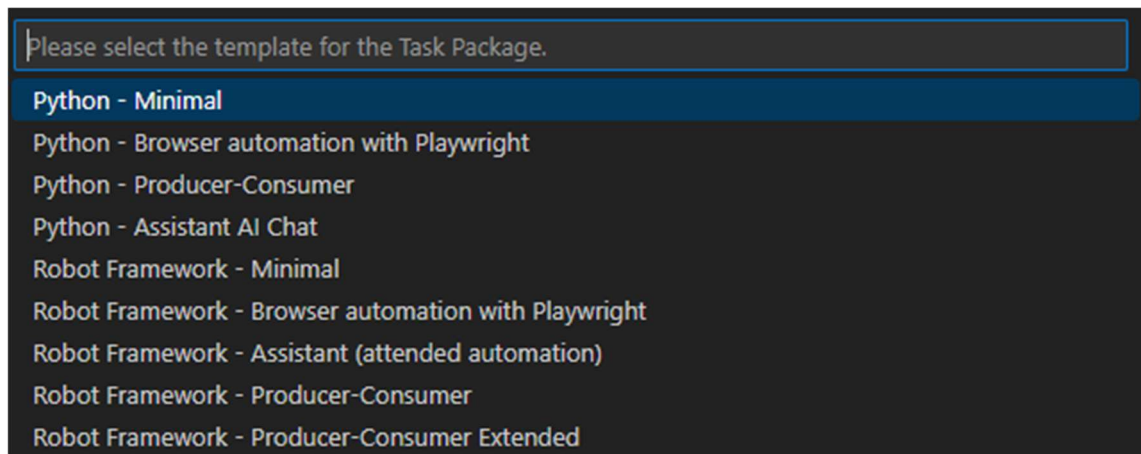 Please select the template for the Task Package.
Python - Minimal
Python - Browser automation with Playwright
Python - Producer-Consumer
Python - Assistant AI Chat
Robot Framework - Minimal
Robot Framework - Browser automation with Playwright
Robot Framework - Assistant (attended automation)
Robot Framework - Producer-Consumer
Robot Framework - Producer-Consumer Extended